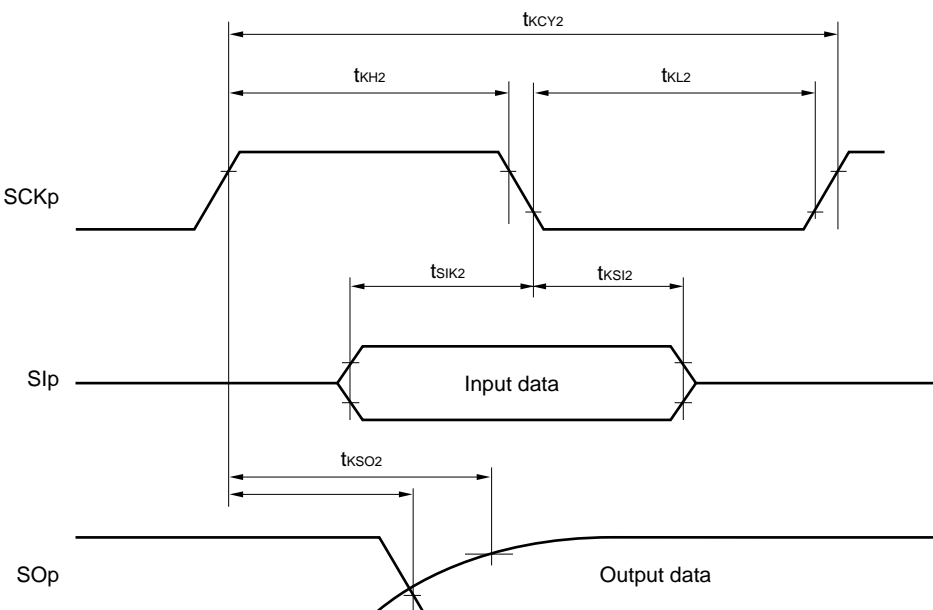 tKCY2
tKH2
tKL2
SCKp
tSIK2
tKSI2
SIp
Input data
tKSO2
SOp
Output data